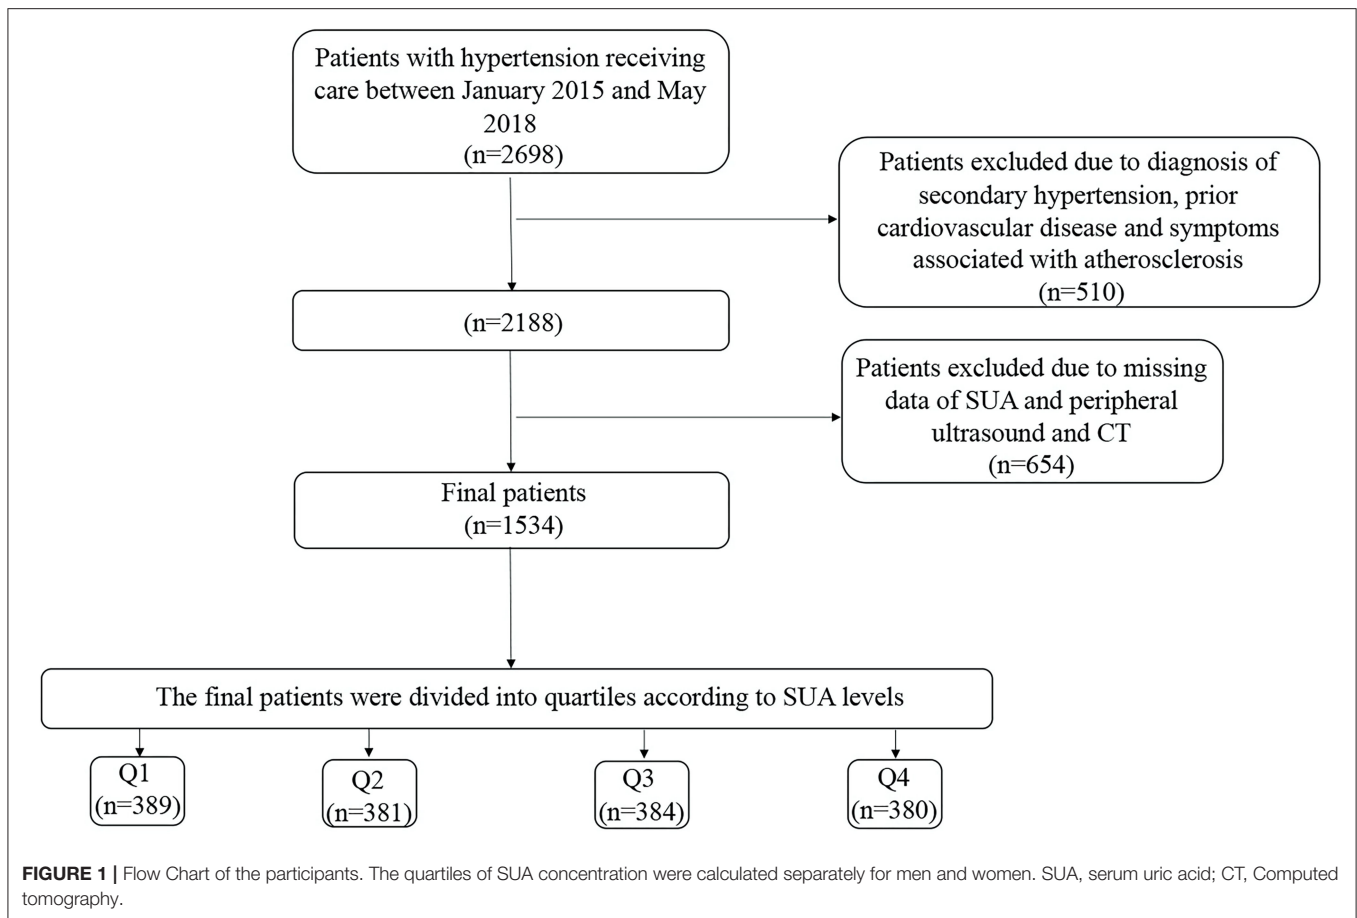 Patients with hypertension receiving
care between January 2015 and May
2018
(n=2698)
Patients excluded due to diagnosis of
secondary hypertension, prior
cardiovascular disease and symptoms
associated with atherosclerosis
(n=510)
(n=2188)
Patients excluded due to missing
data of SUA and peripheral
ultrasound and CT
(n=654)
Final patients
(n=1534)
The final patients were divided into quartiles according to SUA levels
Q1
(n=389)
Q2
(n=381)
Q3
(n=384)
Q4
(n=380)
FIGURE 1 | Flow Chart of the participants. The quartiles of SUA concentration were calculated separately for men and women. SUA, serum uric acid; CT, Computed
tomography.